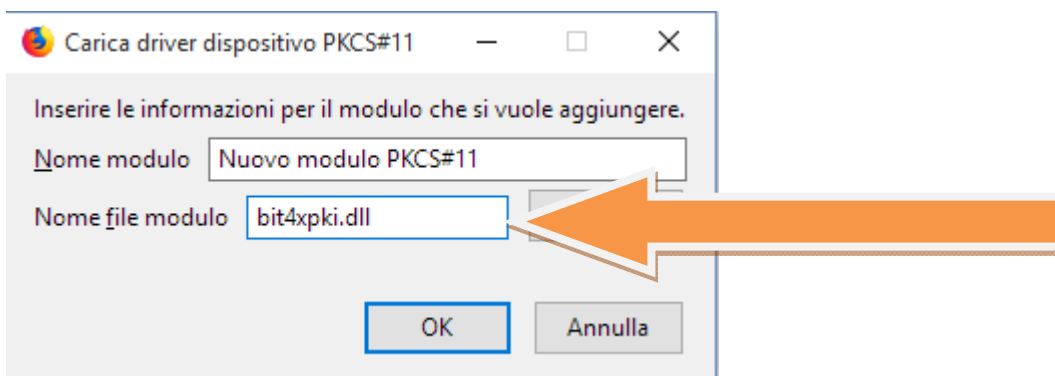 Carica driver dispositivo PKCS#11
Inserire le informazioni per il modulo che si vuole aggiungere.
Nome modulo Nuovo modulo PKCS#11
Nome file modulo bit4xpki.dll
OK Annulla